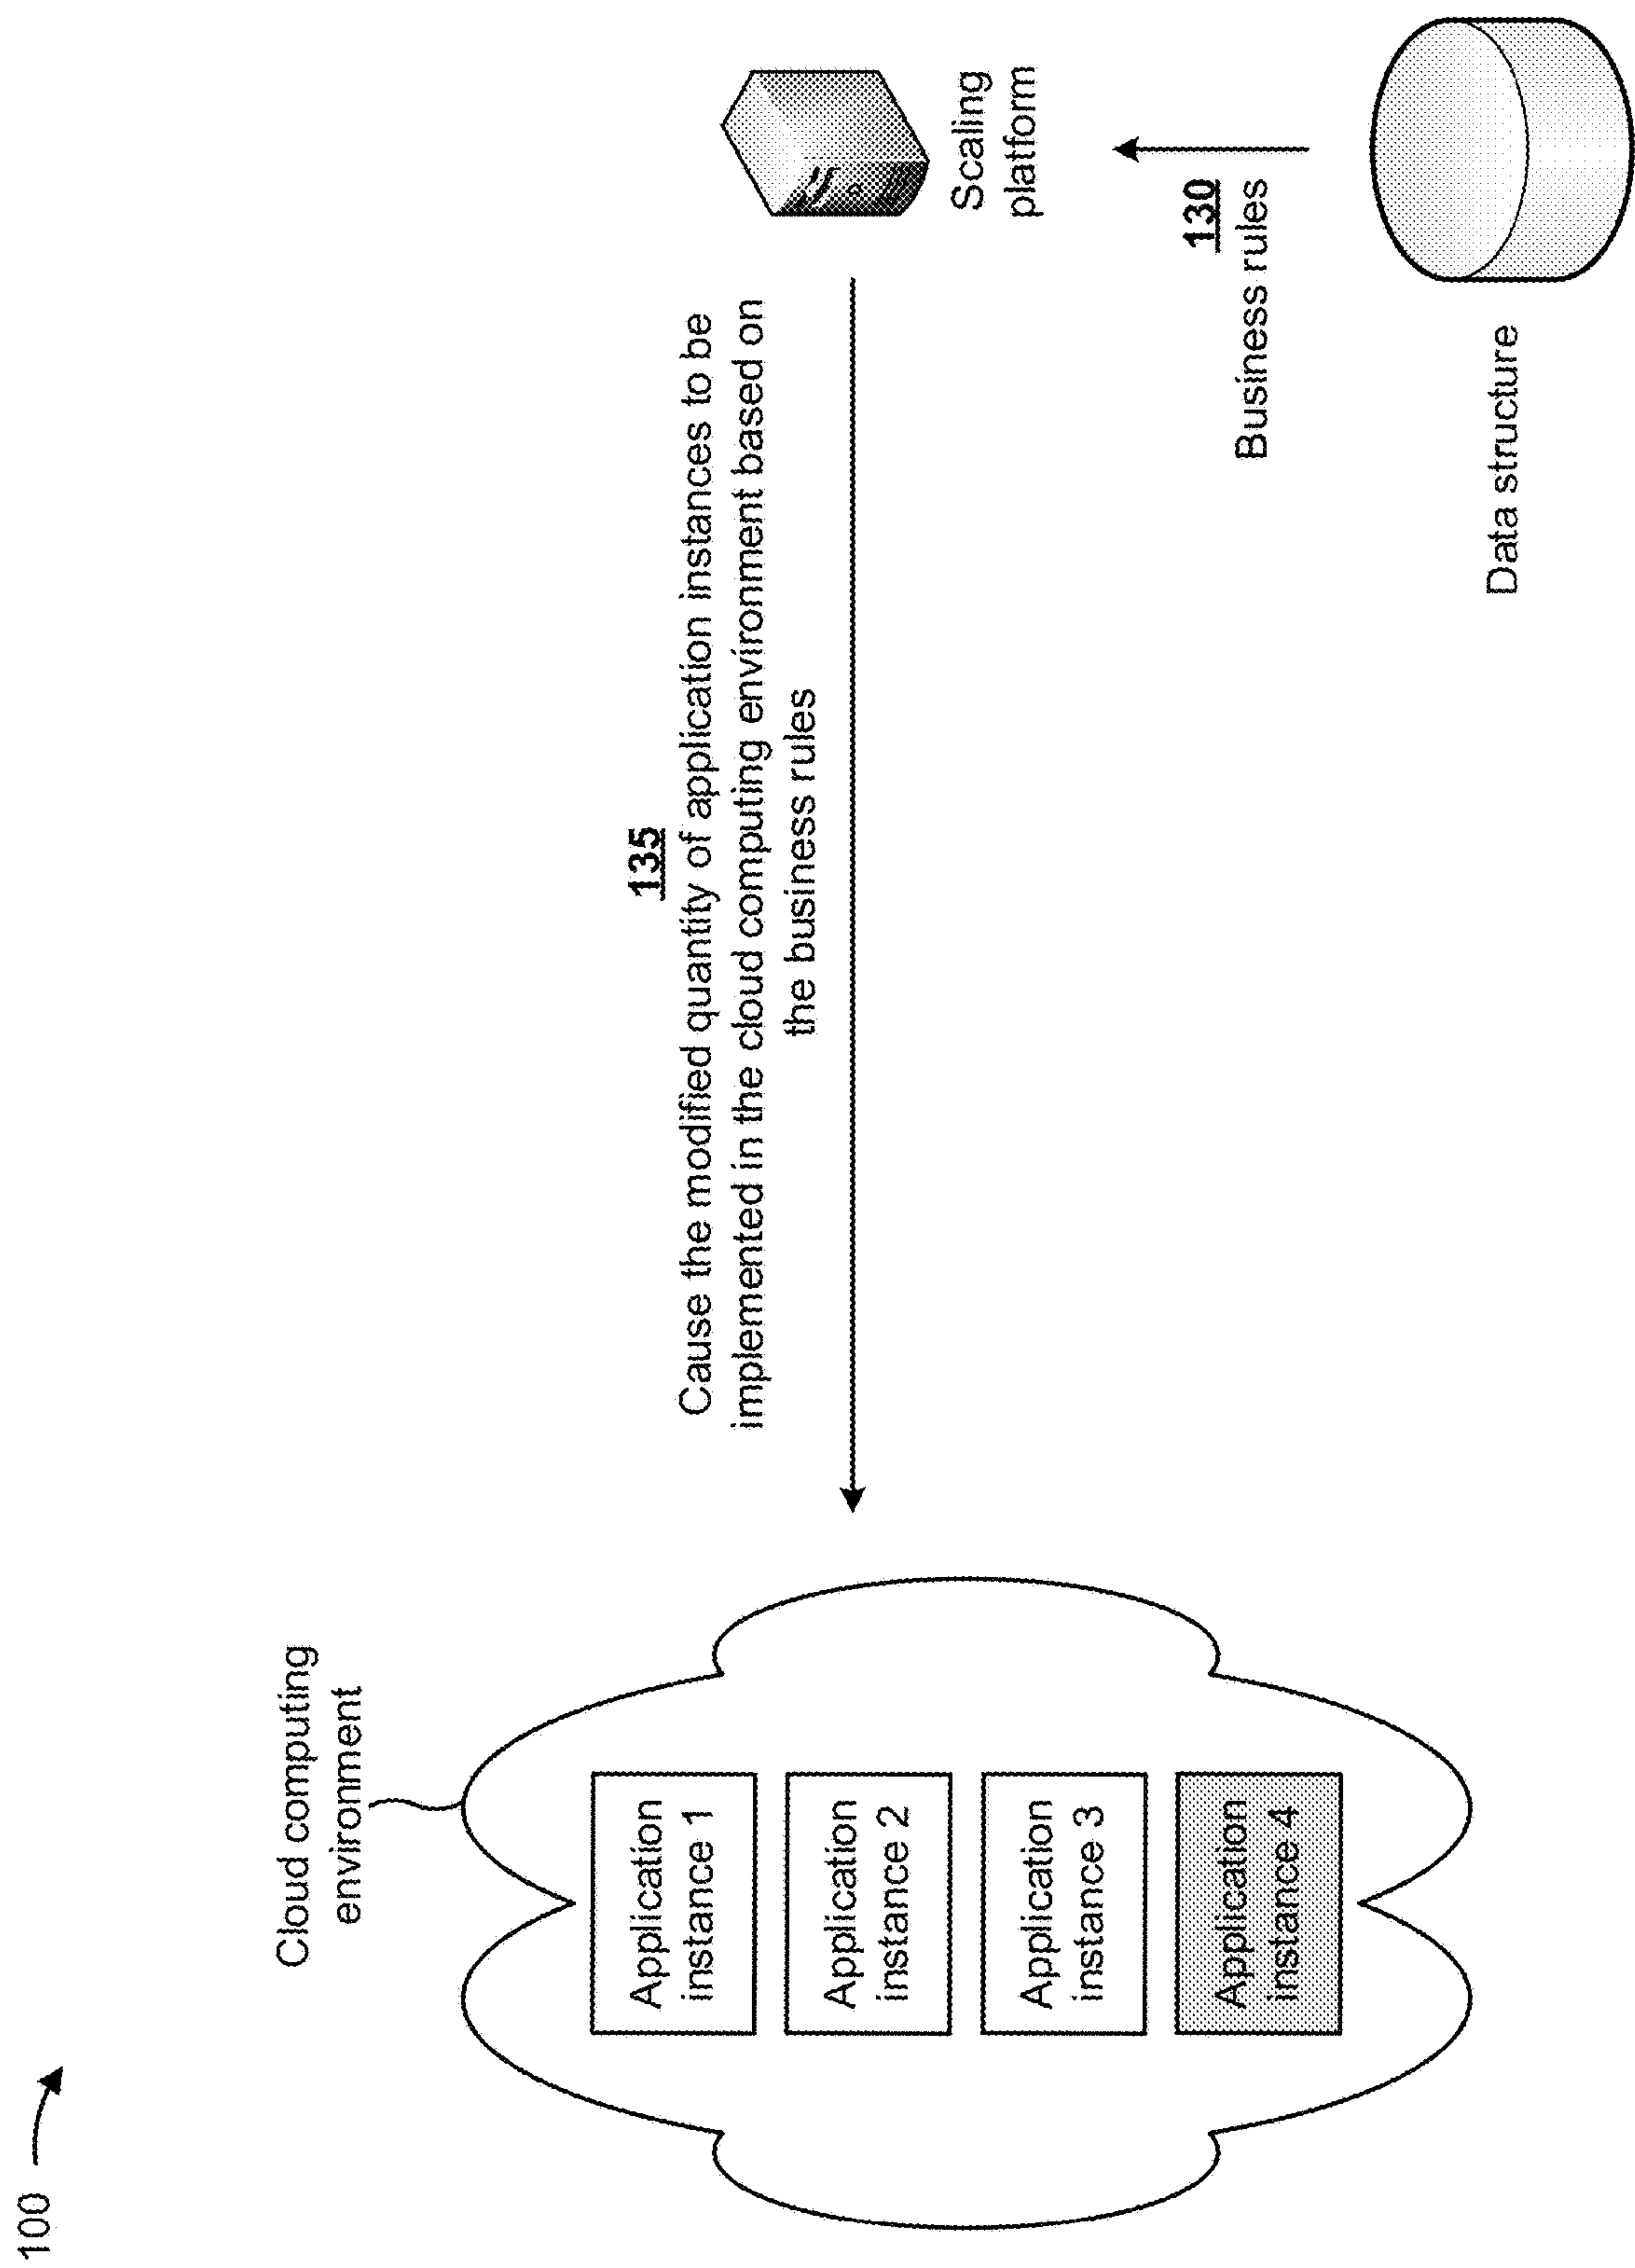 100
Cloud computing
environment
Application
instance 1
Application
instance 2
Application
instance 3
Application
instance 4
135
Cause the modified quantity of application instances to be
implemented in the cloud computing environment based on
the business rules
Scaling
platform
130
Business rules
Data structure